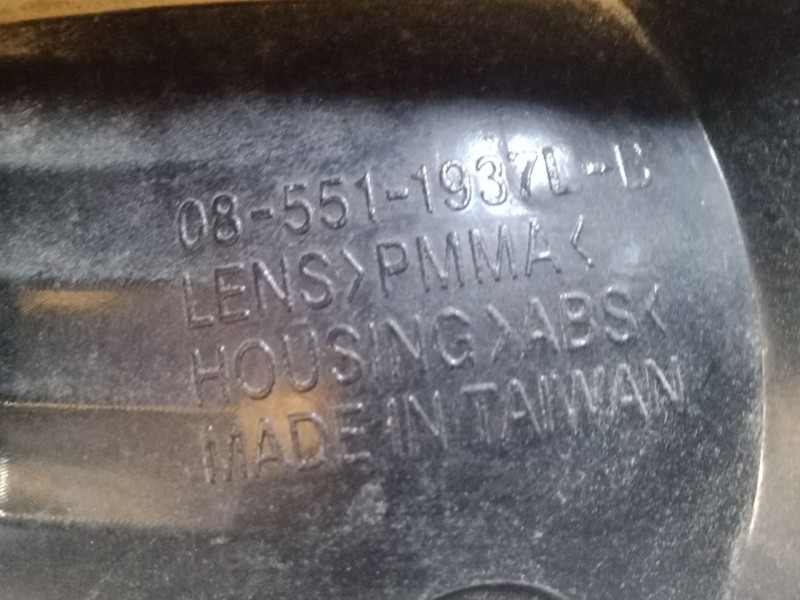 08-551-1937L-C
LENS>PMMA<
HOUSING>ABS<
MADE IN TAIWAN